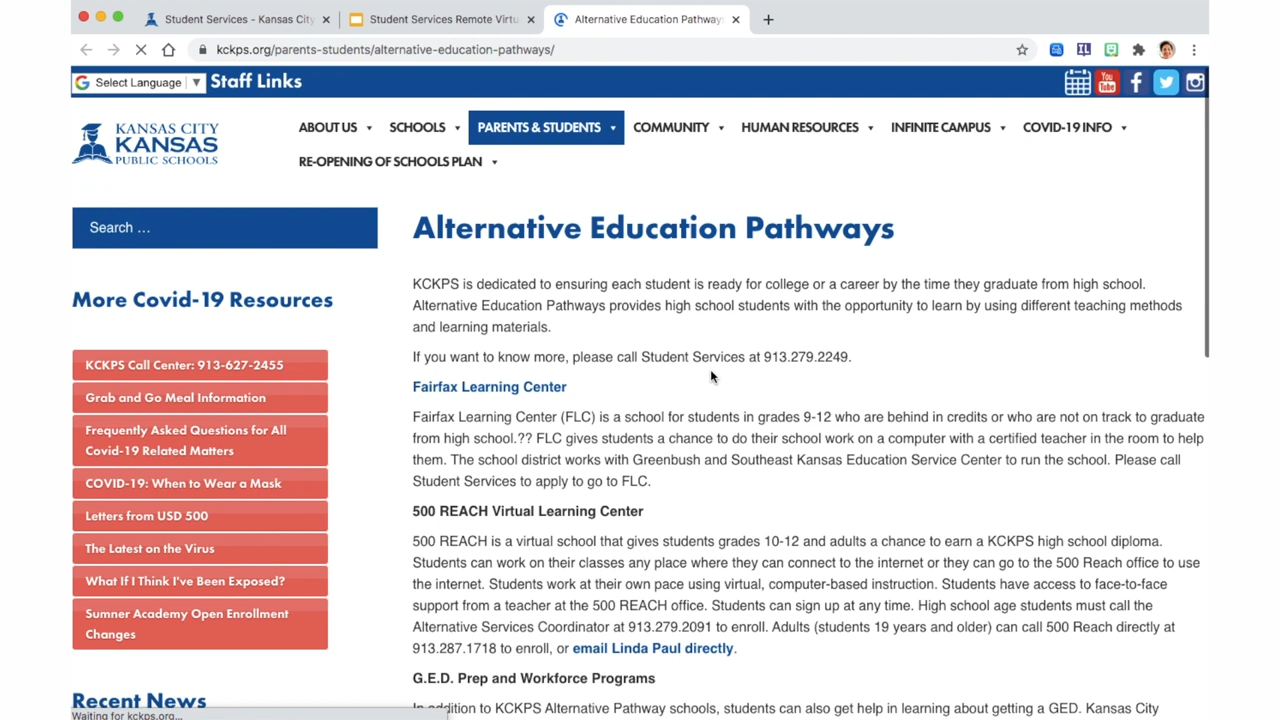 Student Services - Kansas City
Student Services Remote Virtu
Alternative Education Pathway
kckps.org/parents-students/alternative-education-pathways/
Select Language ▼
Staff Links
KANSAS CITY
KANSAS
PUBLIC SCHOOLS
ABOUT US
SCHOOLS
PARENTS & STUDENTS
COMMUNITY
HUMAN RESOURCES
INFINITE CAMPUS
COVID-19 INFO
RE-OPENING OF SCHOOLS PLAN
Search ...
More Covid-19 Resources
KCKPS Call Center: 913-627-2455
Grab and Go Meal Information
Frequently Asked Questions for All
Covid-19 Related Matters
COVID-19: When to Wear a Mask
Letters from USD 500
The Latest on the Virus
What If I Think I've Been Exposed?
Sumner Academy Open Enrollment
Changes
Recent News
Waiting for kckps.org...
Alternative Education Pathways
KCKPS is dedicated to ensuring each student is ready for college or a career by the time they graduate from high school.
Alternative Education Pathways provides high school students with the opportunity to learn by using different teaching methods
and learning materials.
If you want to know more, please call Student Services at 913.279.2249.
Fairfax Learning Center
Fairfax Learning Center (FLC) is a school for students in grades 9-12 who are behind in credits or who are not on track to graduate
from high school.?? FLC gives students a chance to do their school work on a computer with a certified teacher in the room to help
them. The school district works with Greenbush and Southeast Kansas Education Service Center to run the school. Please call
Student Services to apply to go to FLC.
500 REACH Virtual Learning Center
500 REACH is a virtual school that gives students grades 10-12 and adults a chance to earn a KCKPS high school diploma.
Students can work on their classes any place where they can connect to the internet or they can go to the 500 Reach office to use
the internet. Students work at their own pace using virtual, computer-based instruction. Students have access to face-to-face
support from a teacher at the 500 REACH office. Students can sign up at any time. High school age students must call the
Alternative Services Coordinator at 913.279.2091 to enroll. Adults (students 19 years and older) can call 500 Reach directly at
913.287.1718 to enroll, or email Linda Paul directly.
G.E.D. Prep and Workforce Programs
In addition to KCKPS Alternative Pathway schools, students can also get help in learning about getting a GED. Kansas City